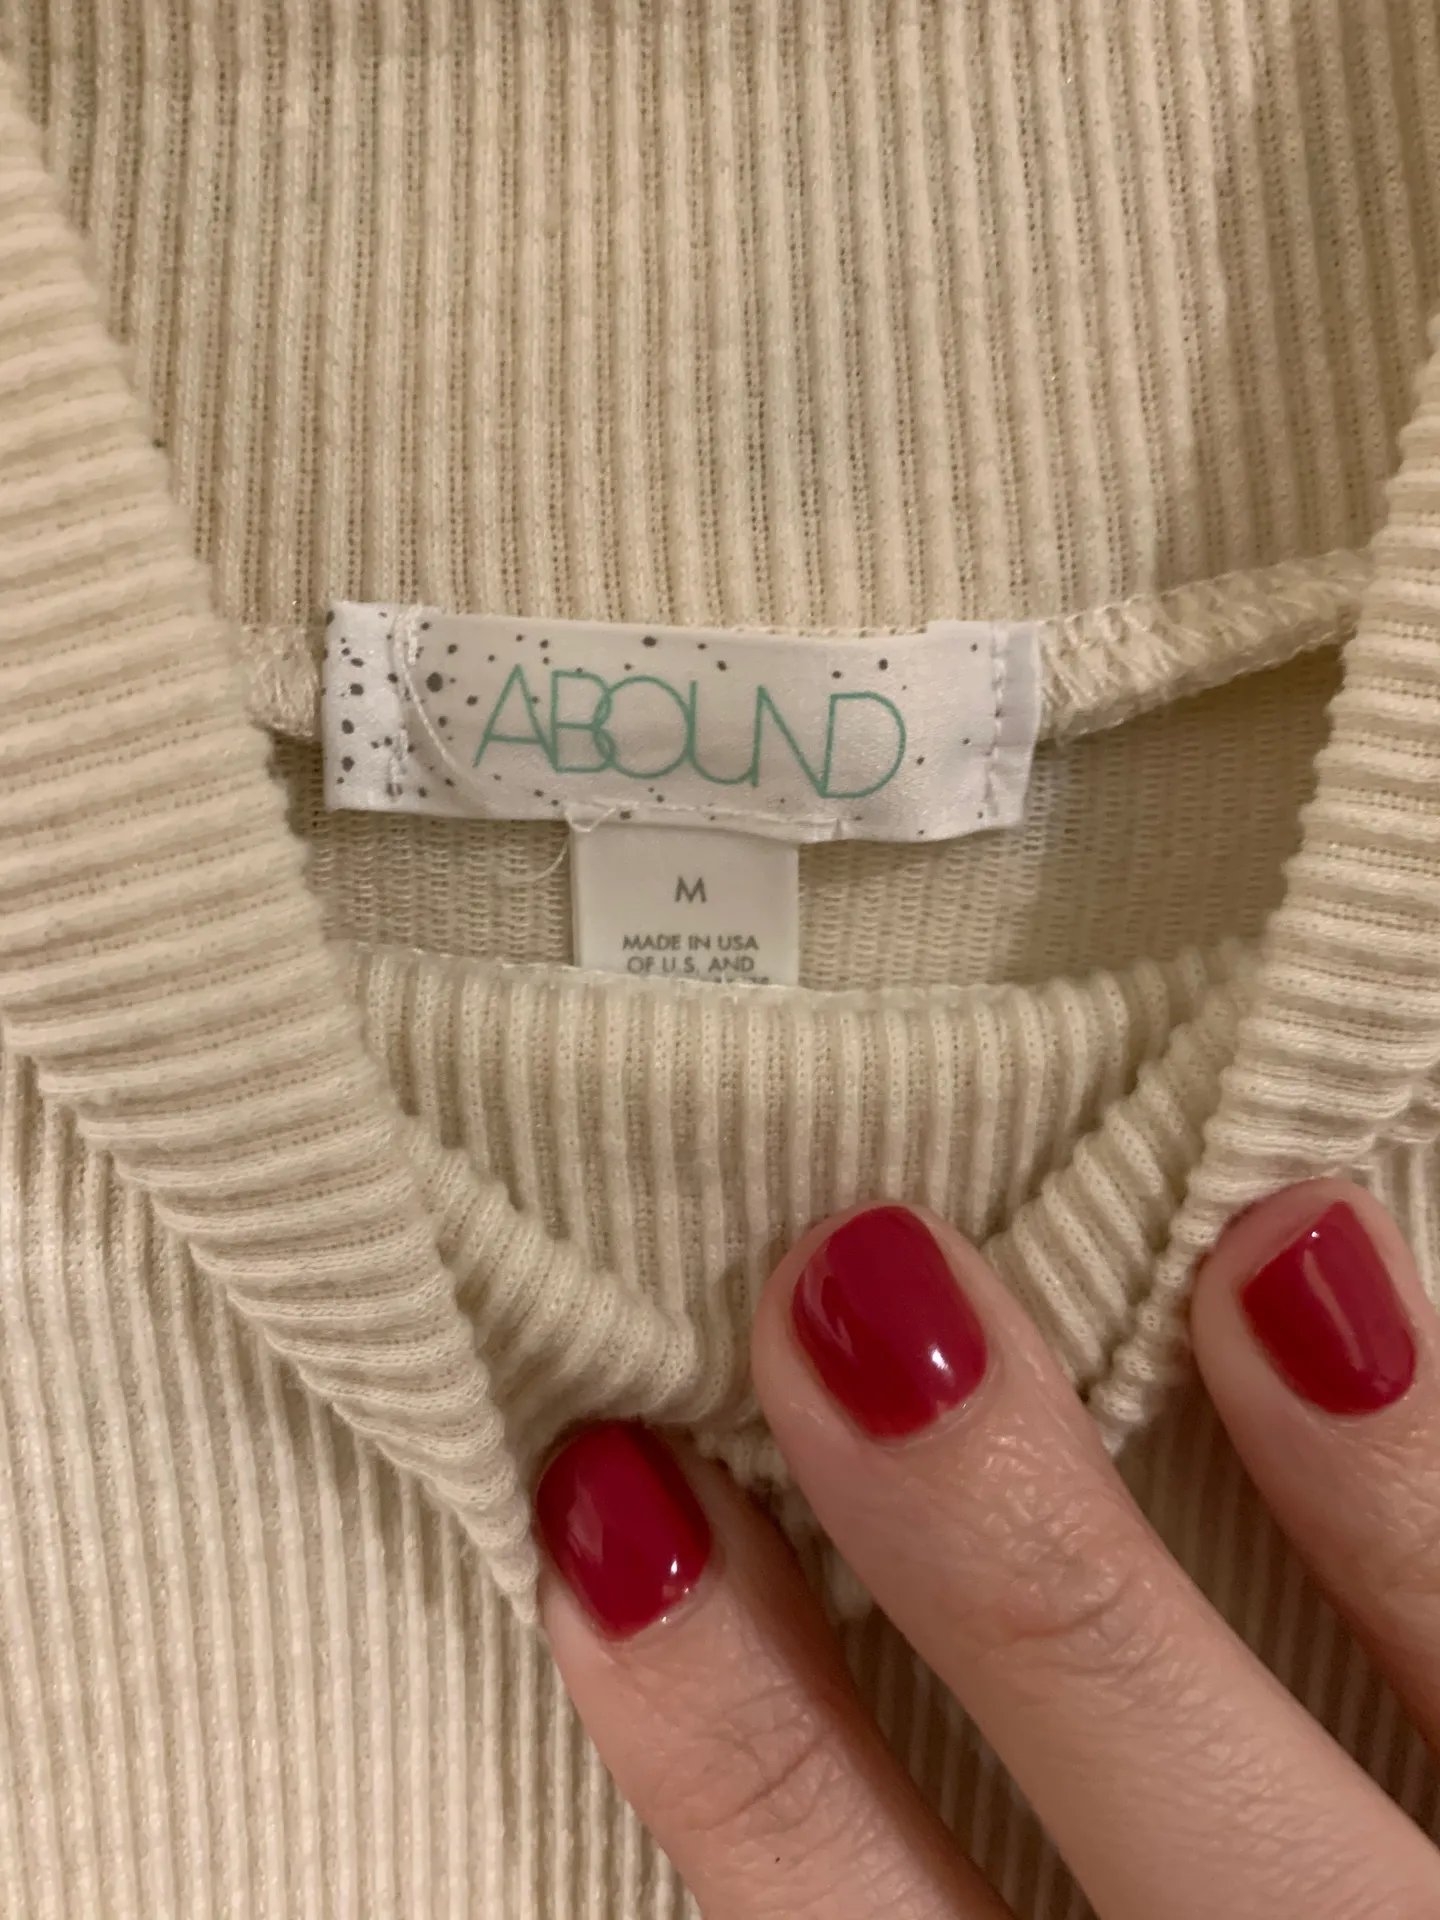 ABOUND
M
MADE IN USA
OF U.S. AND